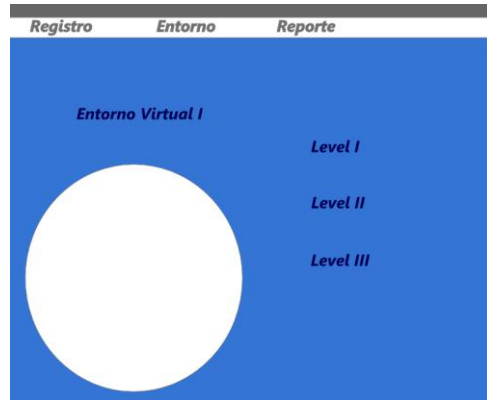 Registro Entorno Reporte
Entorno Virtual I
Level I
Level II
Level III